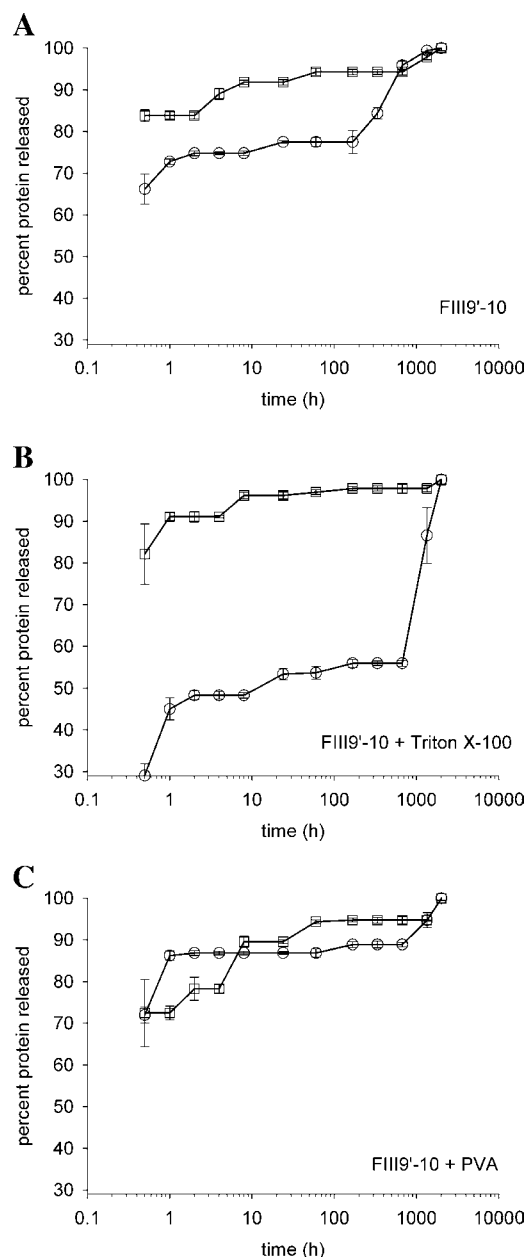 A
100
90
80
70
60
50
40
30
percent protein released
FIII9'-10
0.1 1 10 100 1000 10000
time (h)
B
100
90
80
70
60
50
40
30
percent protein released
FIII9'-10 + Triton X-100
0.1 1 10 100 1000 10000
time (h)
C
100
90
80
70
60
50
40
30
percent protein released
FIII9'-10 + PVA
0.1 1 10 100 1000 10000
time (h)